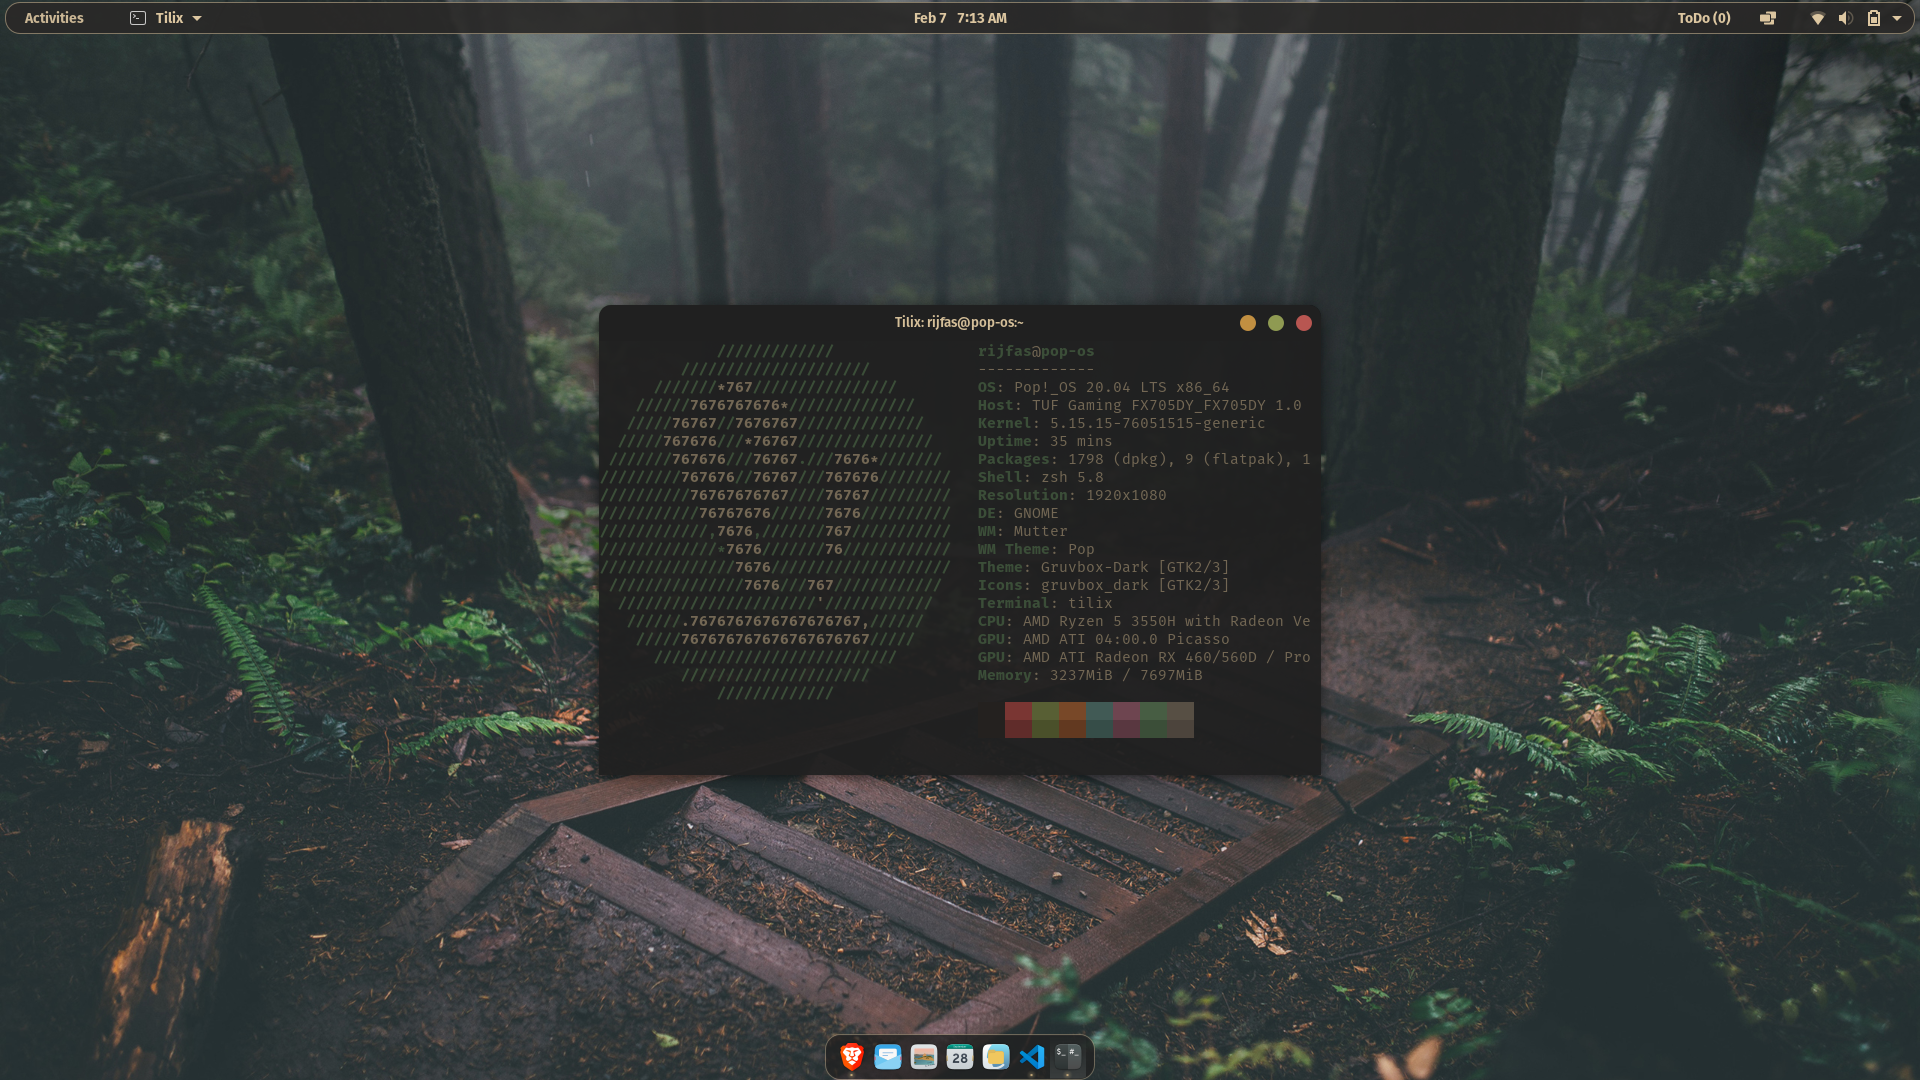 Activities
Tilix
Feb 7 7:13 AM
ToDo (0)
Tilix: rijfas@pop-os:~
/////////////
/////////////////////
///////*767////////////////
//////7676767676*//////////////
/////76767//7676767//////////////
/////767676///*76767///////////////
///////767676///76767.///7676*///////
/////////767676//76767///767676////////
//////////76767676767////76767/////////
///////////76767676//////7676//////////
////////////,7676,///////767///////////
/////////////*7676///////76////////////
///////////////7676////////////////////
///////////////7676///767////////////
//////////////////////'////////////
//////.7676767676767676767,//////
/////767676767676767676767/////
///////////////////////////
/////////////////////
/////////////
rijfas@pop-os
-------------
OS: Pop!_OS 20.04 LTS x86_64
Host: TUF Gaming FX705DY_FX705DY 1.0
Kernel: 5.15.15-76051515-generic
Uptime: 35 mins
Packages: 1798 (dpkg), 9 (flatpak), 1
Shell: zsh 5.8
Resolution: 1920x1080
DE: GNOME
WM: Mutter
WM Theme: Pop
Theme: Gruvbox-Dark [GTK2/3]
Icons: gruvbox_dark [GTK2/3]
Terminal: tilix
CPU: AMD Ryzen 5 3550H with Radeon Ve
GPU: AMD ATI 04:00.0 Picasso
GPU: AMD ATI Radeon RX 460/560D / Pro
Memory: 3237MiB / 7697MiB
28
$_ #_